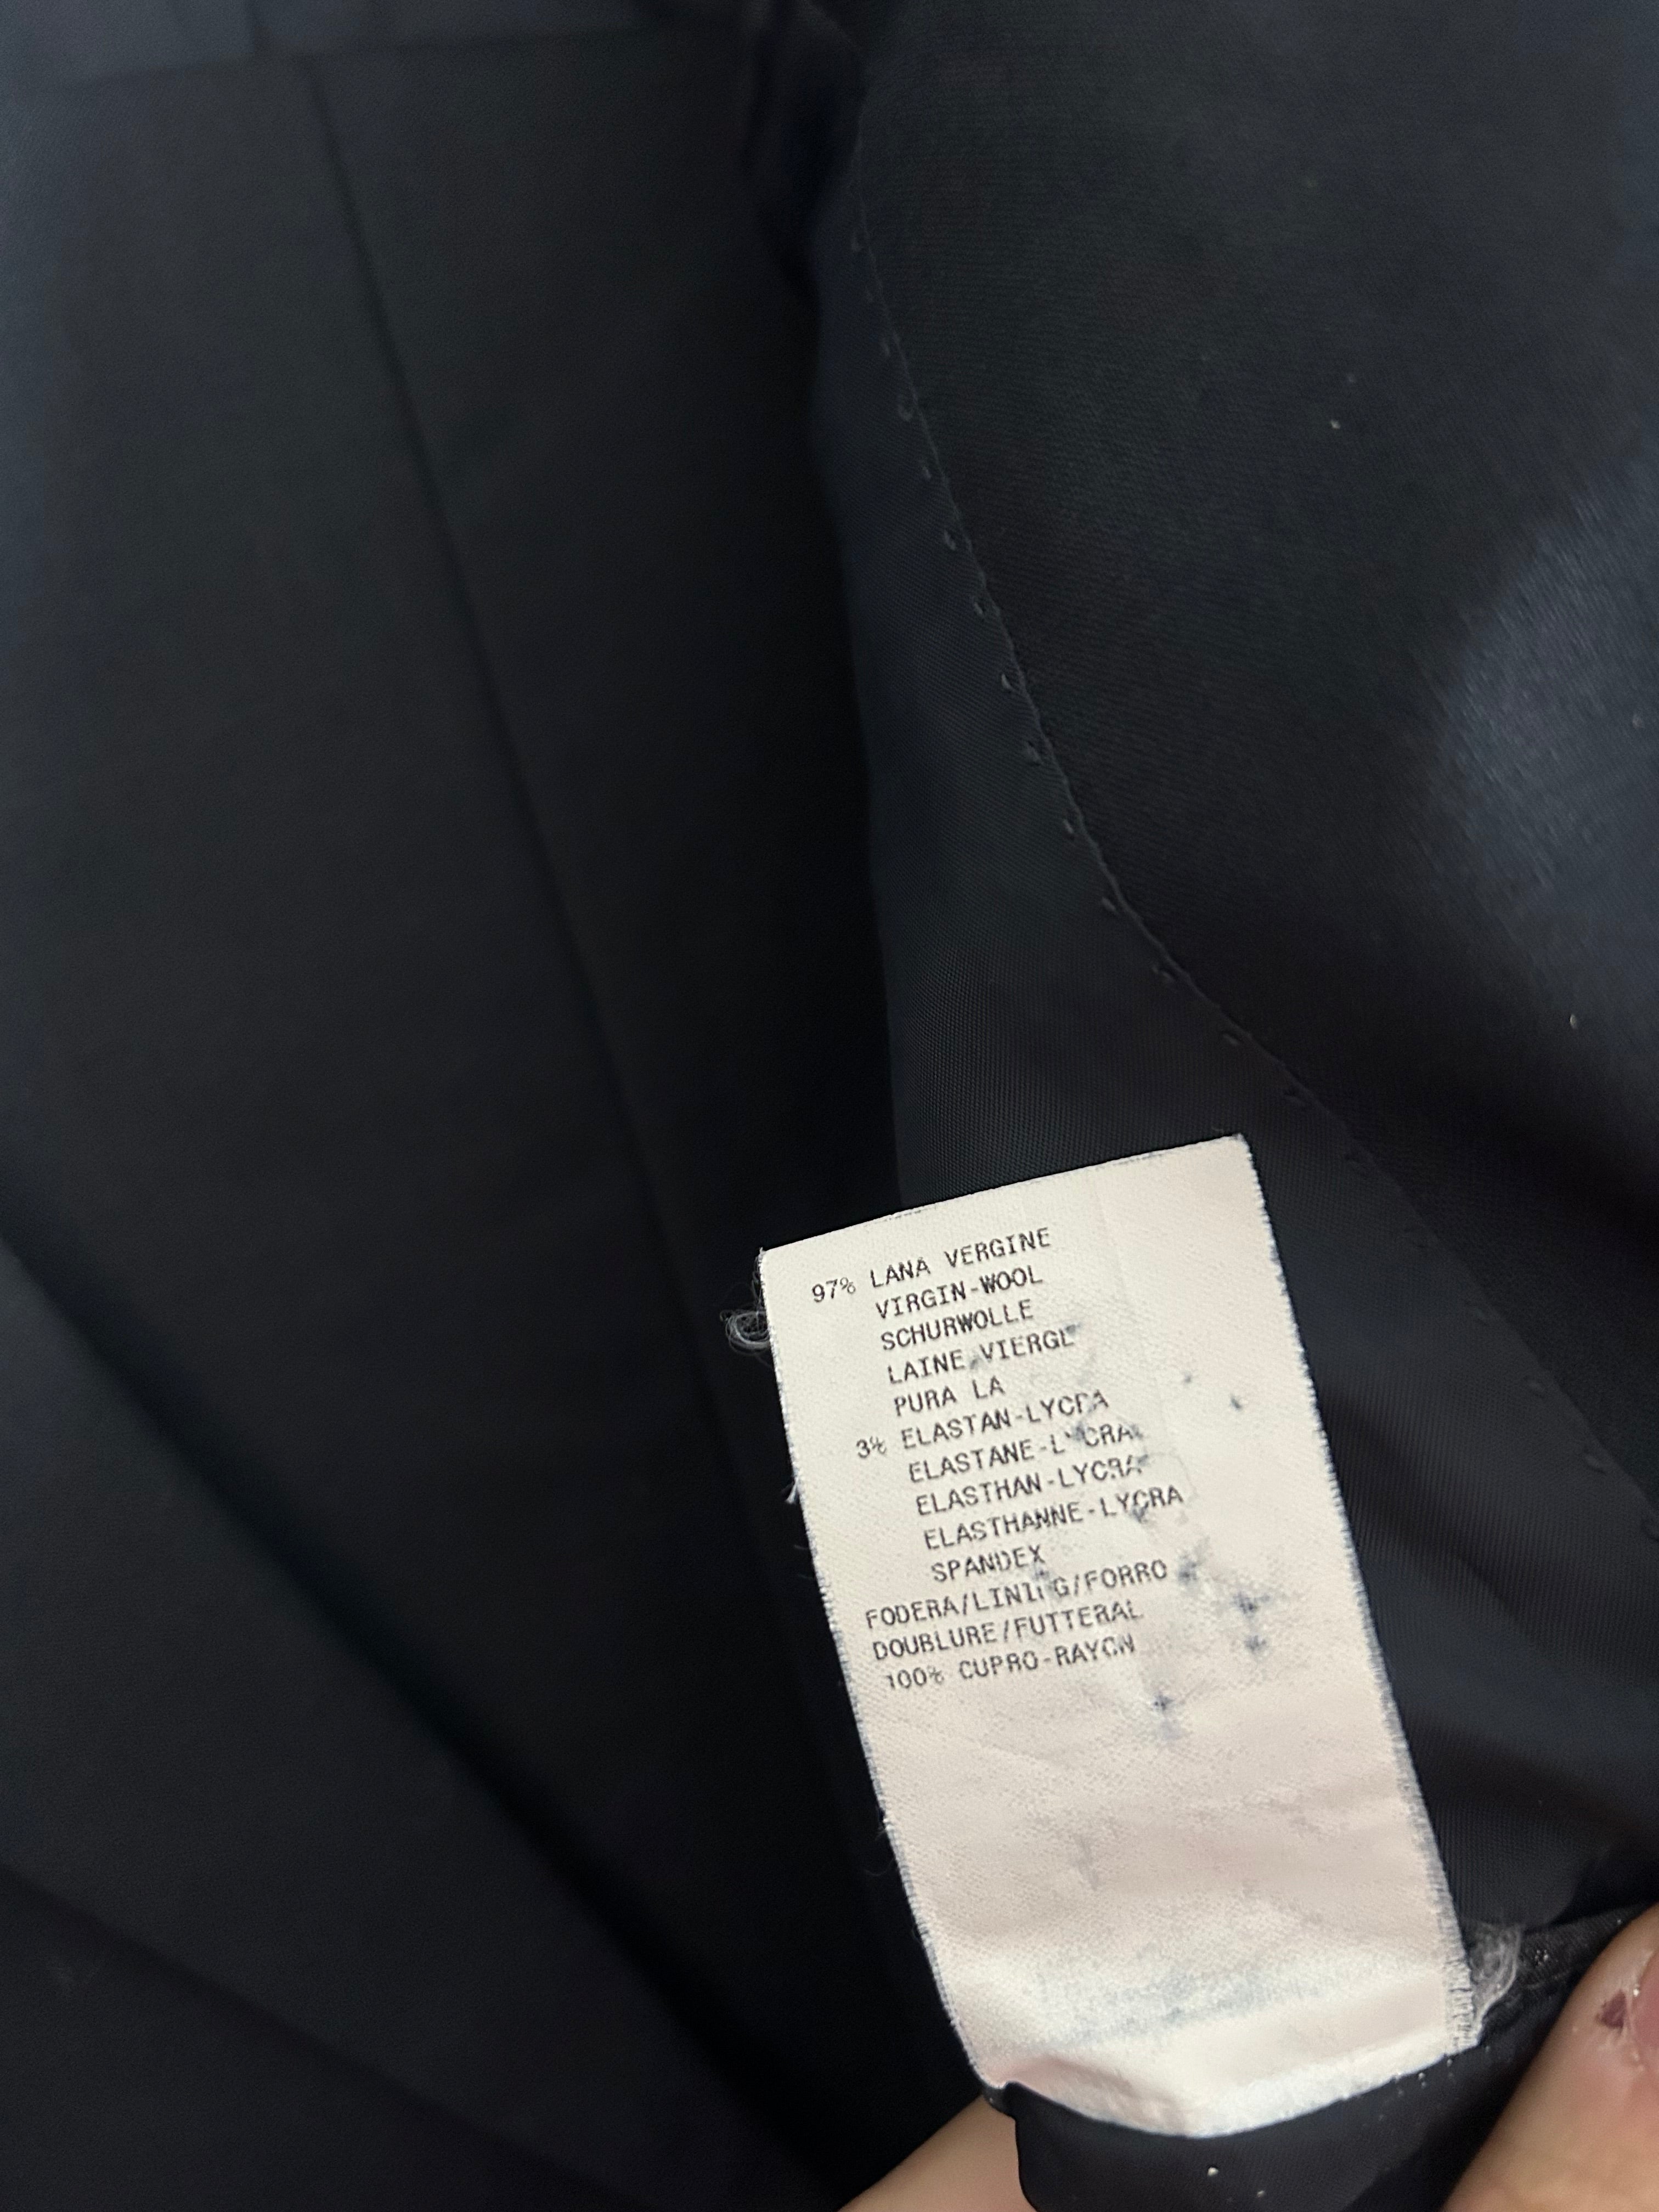 97% LANA VERGINE
VIRGIN-WOOL
SCHURWOLLE
LAINE VIERGE
PURA LA
3% ELASTAN-LYCRA
ELASTANE-LYCRA
ELASTHAN-LYCRA
ELASTHANNE-LYCRA
SPANDEX
FODERA/LINING/FORRO
DOUBLURE/FUTTERAL
100% CUPRO-RAYON